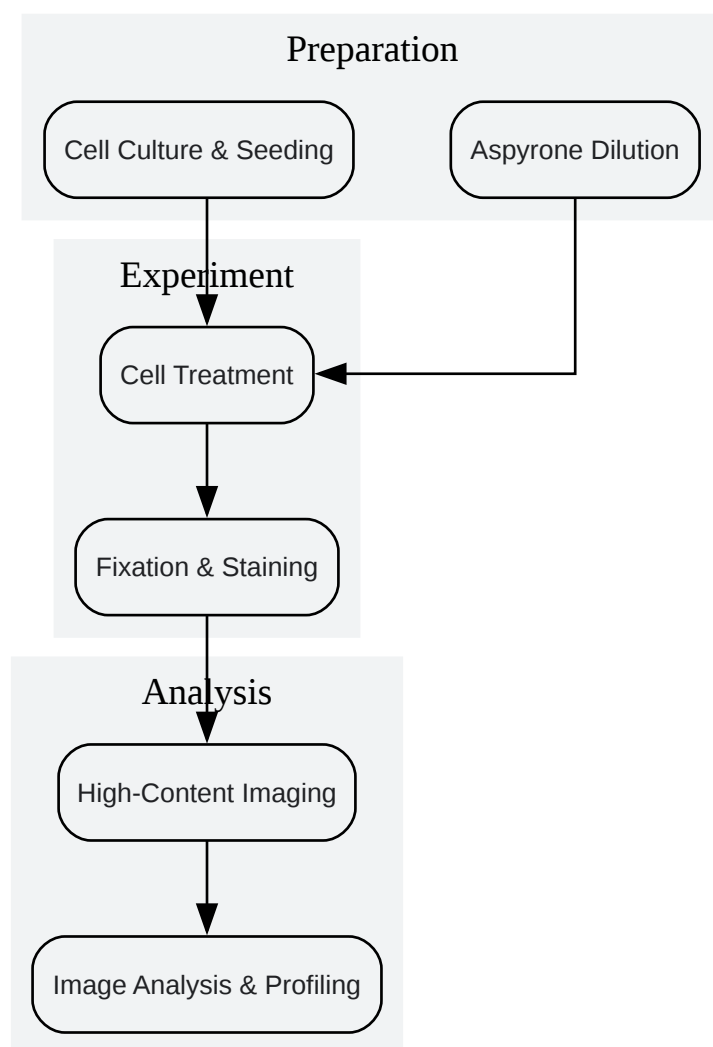 Preparation
Cell Culture & Seeding
Aspyrone Dilution
Experiment
Cell Treatment
Fixation & Staining
Analysis
High-Content Imaging
Image Analysis & Profiling